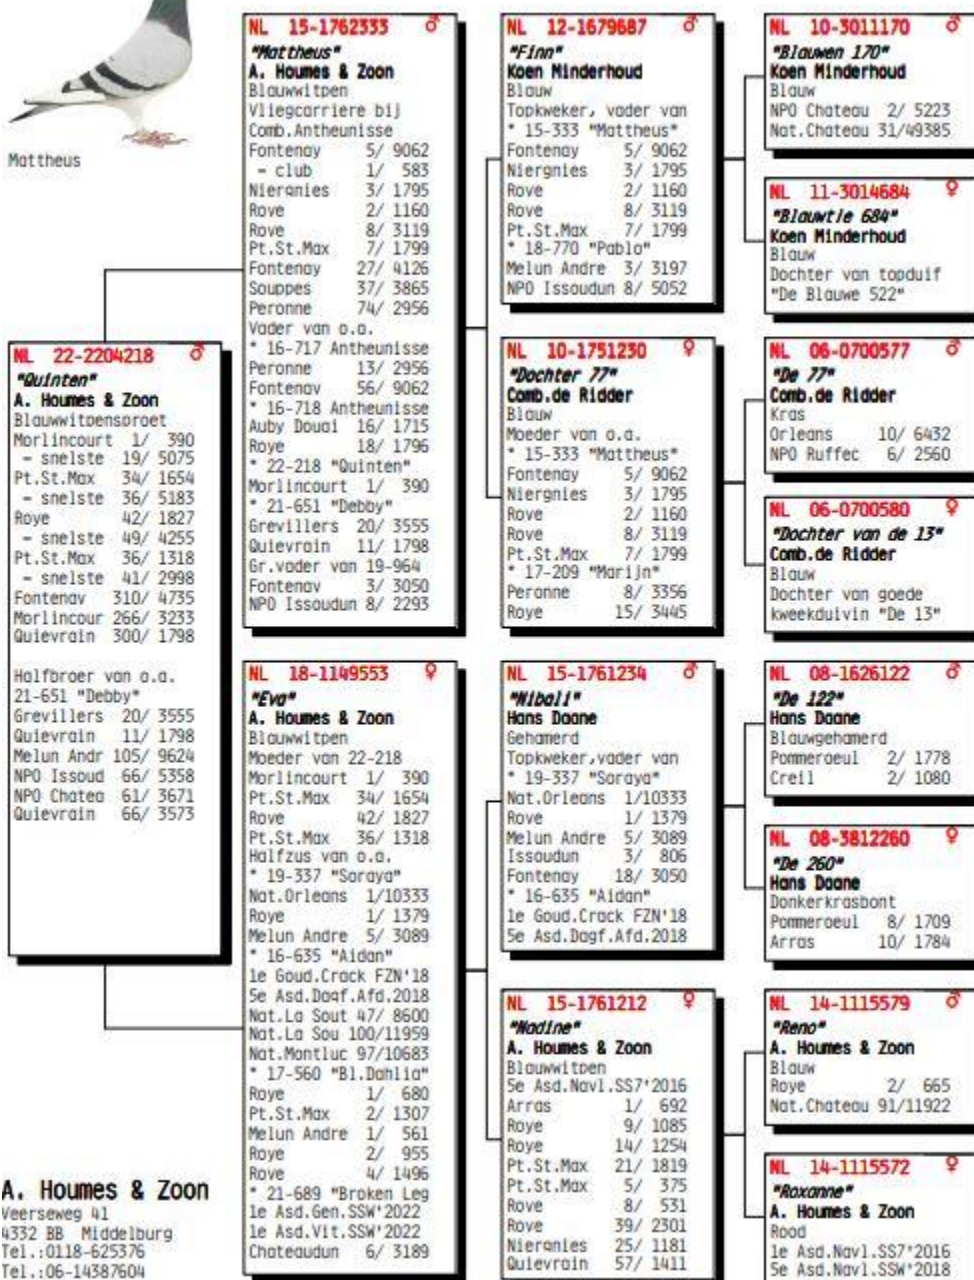 Mattheus
NL 22-2204218 ♂
"Quinten"
A. Houmes & Zoon
Blauwwitpensproet
Morlincourt 1/ 390
- snelste 19/ 5075
Pt.St.Max 34/ 1654
- snelste 36/ 5183
Roye 42/ 1827
- snelste 49/ 4255
Pt.St.Max 36/ 1318
- snelste 41/ 2998
Fontenay 310/ 4735
Morlincour 266/ 3233
Quievrain 300/ 1798
Halfbroer van o.a.
21-651 "Debby"
Grevillers 20/ 3555
Quievrain 11/ 1798
Melun Andr 105/ 9624
NPO Issoud 66/ 5358
NPO Chatea 61/ 3671
Quievrain 66/ 3573
A. Houmes & Zoon
Veerseweg 41
4332 BB Middelburg
Tel.:0118-625376
Tel.:06-14387604
NL 15-1762333 ♂
"Mattheus"
A. Houmes & Zoon
Blauwwitpen
Vliegcarriere bij
Comb.Antheunisse
Fontenay 5/ 9062
- club 1/ 583
Niergnies 3/ 1795
Roye 2/ 1160
Roye 8/ 3119
Pt.St.Max 7/ 1799
Fontenay 27/ 4126
Souppes 37/ 3865
Peronne 74/ 2956
Vader van o.a.
* 16-717 Antheunisse
Peronne 13/ 2956
Fontenay 56/ 9062
* 16-718 Antheunisse
Auby Douai 16/ 1715
Roye 18/ 1796
* 22-218 "Quinten"
Morlincourt 1/ 390
* 21-651 "Debby"
Grevillers 20/ 3555
Quievrain 11/ 1798
Gr.vader van 19-964
Fontenay 3/ 3050
NPO Issoudun 8/ 2293
NL 18-1149553 ♀
"Eva"
A. Houmes & Zoon
Blauwwitpen
Moeder van 22-218
Morlincourt 1/ 390
Pt.St.Max 34/ 1654
Roye 42/ 1827
Pt.St.Max 36/ 1318
Halfzus van o.a.
* 19-337 "Soraya"
Nat.Orleans 1/10333
Roye 1/ 1379
Melun Andre 5/ 3089
* 16-635 "Aidan"
1e Goud.Crack FZN'18
5e Asd.Dagf.Afd.2018
Nat.La Sout 47/ 8600
Nat.La Sou 100/11959
Nat.Montluc 97/10683
* 17-560 "Bl.Dahlia"
Roye 1/ 680
Pt.St.Max 2/ 1307
Melun Andre 1/ 561
Roye 2/ 955
Roye 4/ 1496
* 21-689 "Broken Leg
1e Asd.Gen.SSW'2022
1e Asd.Vit.SSW'2022
Chateaudun 6/ 3189
NL 12-1679687 ♂
"Finn"
Koen Minderhoud
Blauw
Topkweker, vader van
* 15-333 "Mattheus"
Fontenay 5/ 9062
Niergnies 3/ 1795
Roye 2/ 1160
Roye 8/ 3119
Pt.St.Max 7/ 1799
* 18-770 "Pablo"
Melun Andre 3/ 3197
NPO Issoudun 8/ 5052
NL 10-1751230 ♀
"Dochter 77"
Comb.de Ridder
Blauw
Moeder van o.a.
* 15-333 "Mattheus"
Fontenay 5/ 9062
Niergnies 3/ 1795
Roye 2/ 1160
Roye 8/ 3119
Pt.St.Max 7/ 1799
* 17-209 "Marijn"
Peronne 8/ 3356
Roye 15/ 3445
NL 15-1761234 ♂
"Nibali"
Hans Daane
Gehamerd
Topkweker,vader van
* 19-337 "Soraya"
Nat.Orleans 1/10333
Roye 1/ 1379
Melun Andre 5/ 3089
Issoudun 3/ 806
Fontenay 18/ 3050
* 16-635 "Aidan"
1e Goud.Crack FZN'18
5e Asd.Dagf.Afd.2018
NL 15-1761212 ♀
"Nadine"
A. Houmes & Zoon
Blauwwitpen
5e Asd.Navl.SS7'2016
Arras 1/ 692
Roye 9/ 1085
Roye 14/ 1254
Pt.St.Max 21/ 1819
Pt.St.Max 5/ 375
Roye 8/ 531
Roye 39/ 2301
Niergnies 25/ 1181
Quievrain 57/ 1411
NL 10-3011170 ♂
"Blauwen 170"
Koen Minderhoud
Blauw
NPO Chateau 2/ 5223
Nat.Chateau 31/49385
NL 11-3014684 ♀
"Blauwtie 684"
Koen Minderhoud
Blauw
Dochter van topduif
"De Blauwe 522"
NL 06-0700577 ♂
"De 77"
Comb.de Ridder
Kras
Orleans 10/ 6432
NPO Ruffec 6/ 2560
NL 06-0700580 ♀
"Dochter van de 13"
Comb.de Ridder
Blauw
Dochter van goede
kweekduivin "De 13"
NL 08-1626122 ♂
"De 122"
Hans Daane
Blauwgehamerd
Pommeroeul 2/ 1778
Creil 2/ 1080
NL 08-3812260 ♀
"De 260"
Hans Daane
Donkerkrasbont
Pommeroeul 8/ 1709
Arras 10/ 1784
NL 14-1115579 ♂
"Reno"
A. Houmes & Zoon
Blauw
Roye 2/ 665
Nat.Chateau 91/11922
NL 14-1115572 ♀
"Roxanne"
A. Houmes & Zoon
Rood
1e Asd.Navl.SS7'2016
5e Asd.Navl.SSW'2018